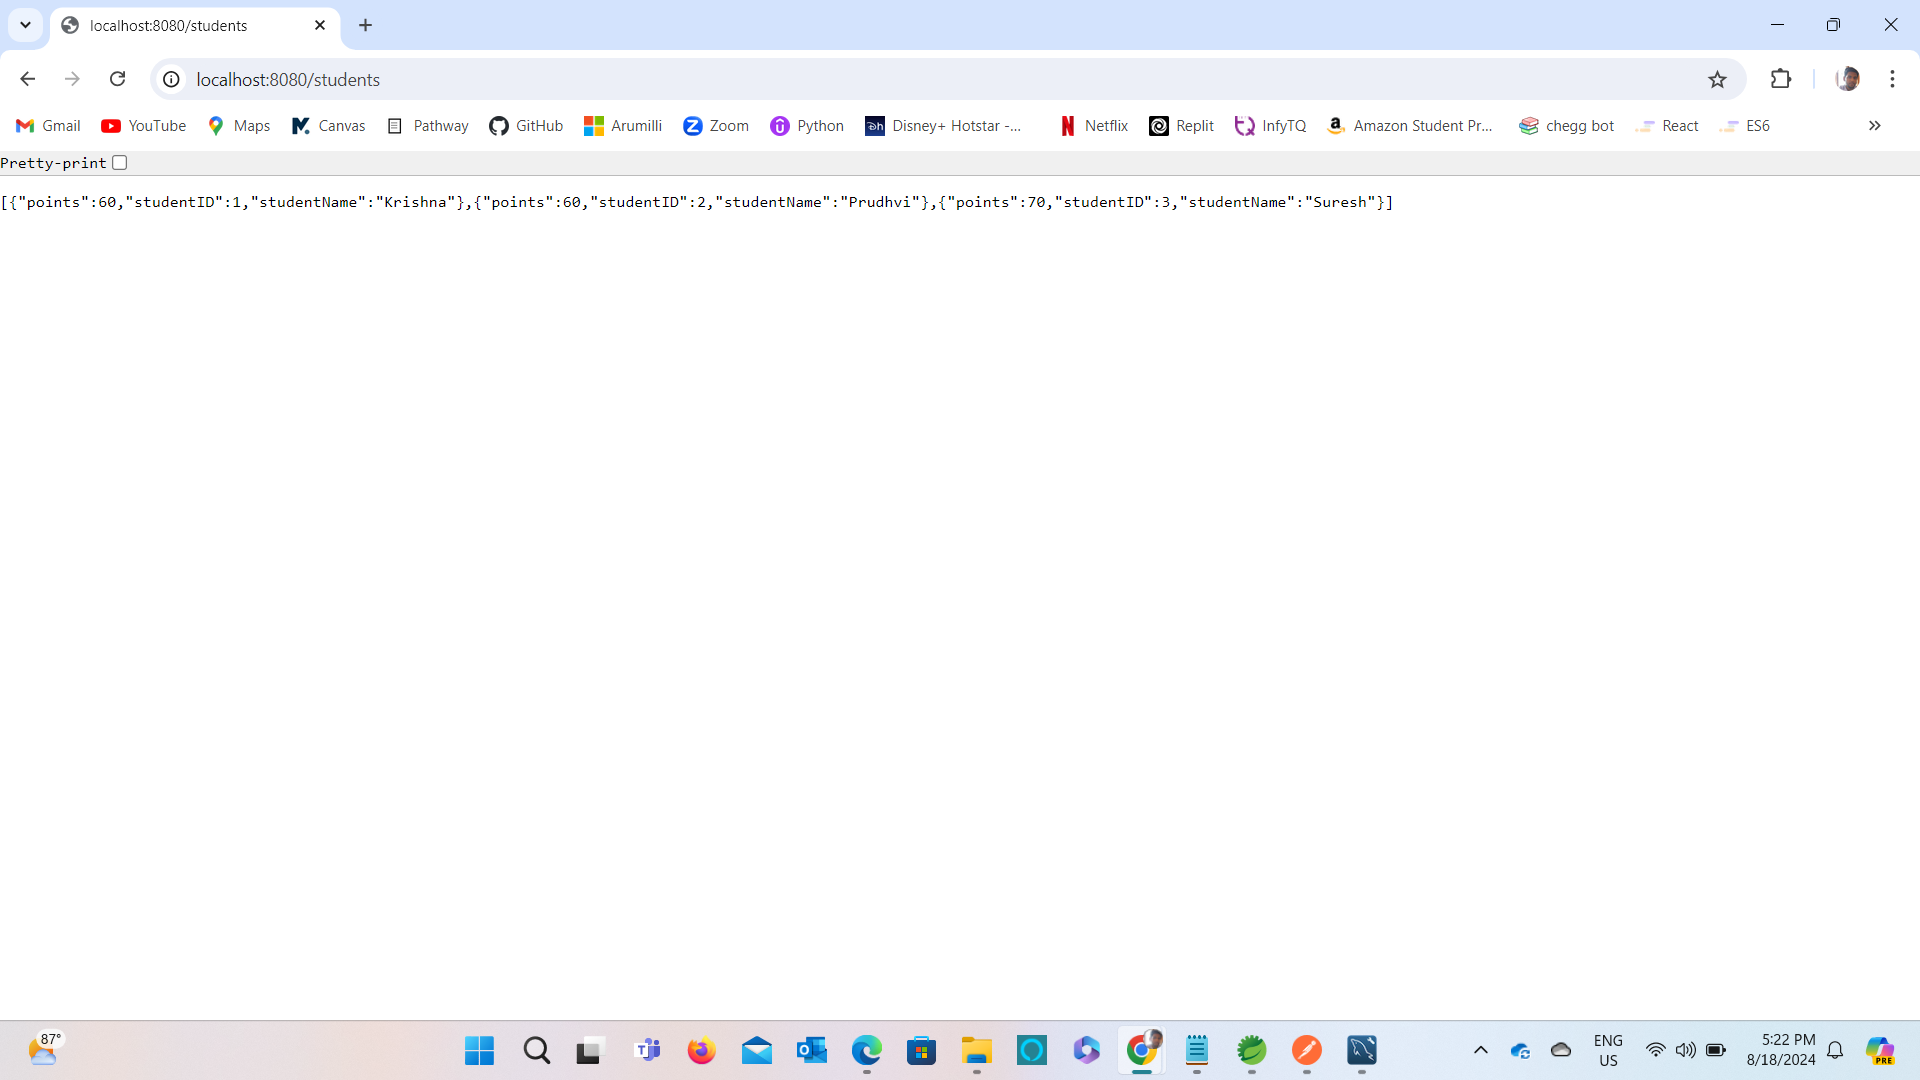 localhost:8080/students
localhost:8080/students
Gmail YouTube Maps Canvas Pathway GitHub Arumilli Zoom Python Disney+ Hotstar -... Netflix Replit InfyTQ Amazon Student Pr... chegg bot React ES6
Pretty-print
[{"points":60,"studentID":1,"studentName":"Krishna"},{"points":60,"studentID":2,"studentName":"Prudhvi"},{"points":70,"studentID":3,"studentName":"Suresh"}]
87°
ENG
US
5:22 PM
8/18/2024
PRE